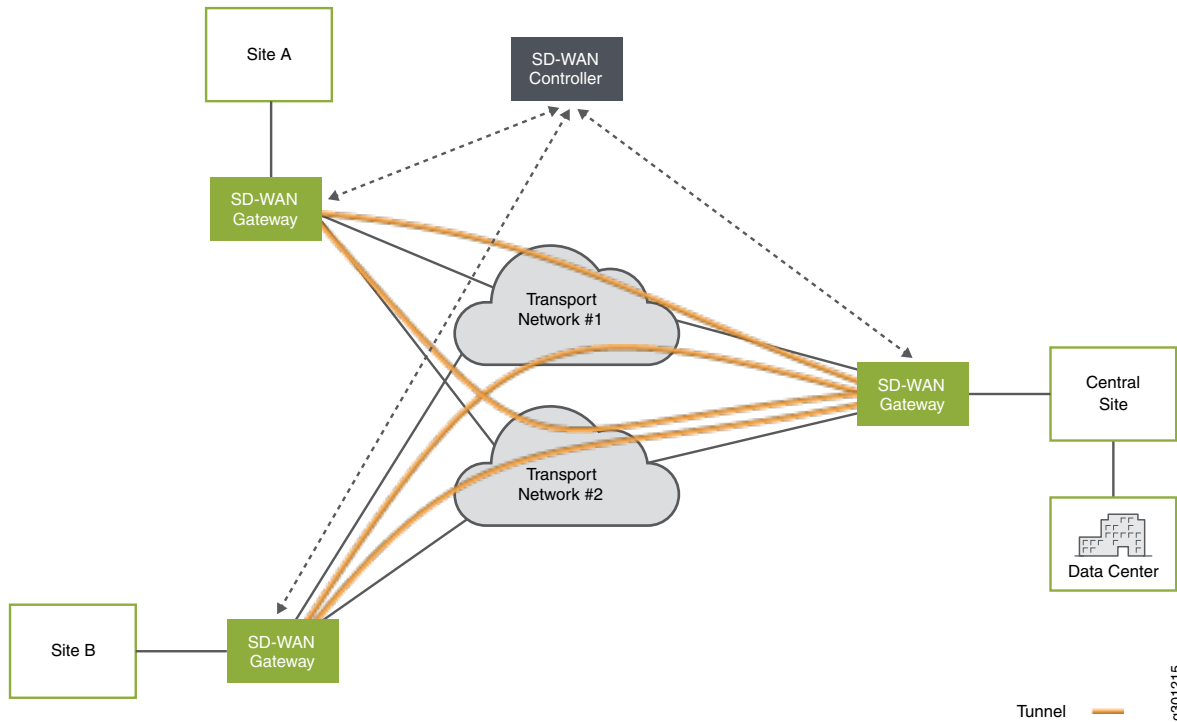 Site A
SD-WAN
Controller
SD-WAN
Gateway
Transport
Network #1
SD-WAN
Gateway
Central
Site
Transport
Network #2
Data Center
Site B
SD-WAN
Gateway
Tunnel
g301215